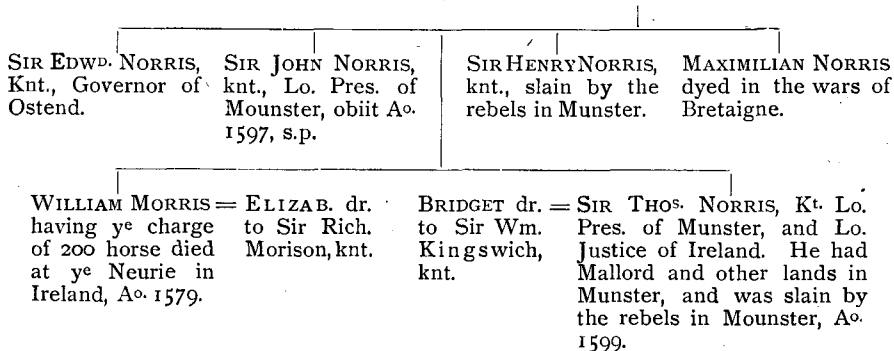 SIR EDWD. NORRIS,
Knt., Governor of
Ostend.
SIR JOHN NORRIS,
knt., Lo. Pres. of
Mounster, obiit Ao.
1597, s.p.
SIR HENRY NORRIS,
knt., slain by the
rebels in Munster.
MAXIMILIAN NORRIS
dyed in the wars of
Bretaigne.
WILLIAM MORRIS =
having ye charge
of 200 horse died
at ye Neurie in
Ireland, Ao. 1579.
ELIZAB. dr.
to Sir Rich.
Morison, knt.
BRIDGET dr. =
to Sir Wm.
Kingswich,
knt.
SIR THOS. NORRIS, Kt. Lo.
Pres. of Munster, and Lo.
Justice of Ireland. He had
Mallord and other lands in
Munster, and was slain by
the rebels in Mounster, Ao.
1599.